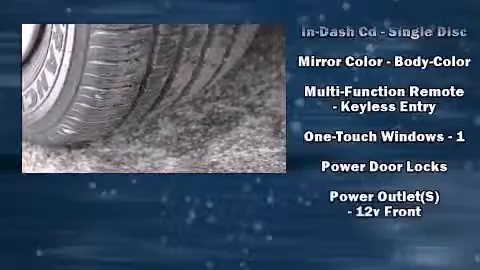 In-Dash Cd - Single Disc
Mirror Color - Body-Color
Multi-Function Remote
- Keyless Entry
One-Touch Windows - 1
Power Door Locks
Power Outlet(S)
- 12v Front